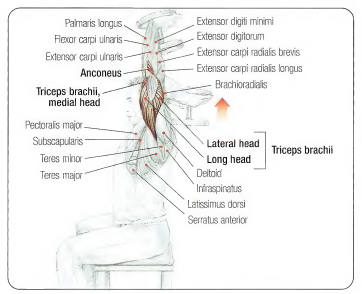 Palmaris longus
Flexor carpi ulnaris
Extensor carpi ulnaris
Anconeus
Triceps brachii,
medial head
Pectoralis major
Subscapularis
Teres minor
Teres major
Extensor digiti minimi
Extensor digitorum
Extensor carpi radialis brevis
Extensor carpi radialis longus
Brachioradialis
Lateral head
Long head
Triceps brachii
Deltoid
Infraspinatus
Latissimus dorsi
Serratus anterior